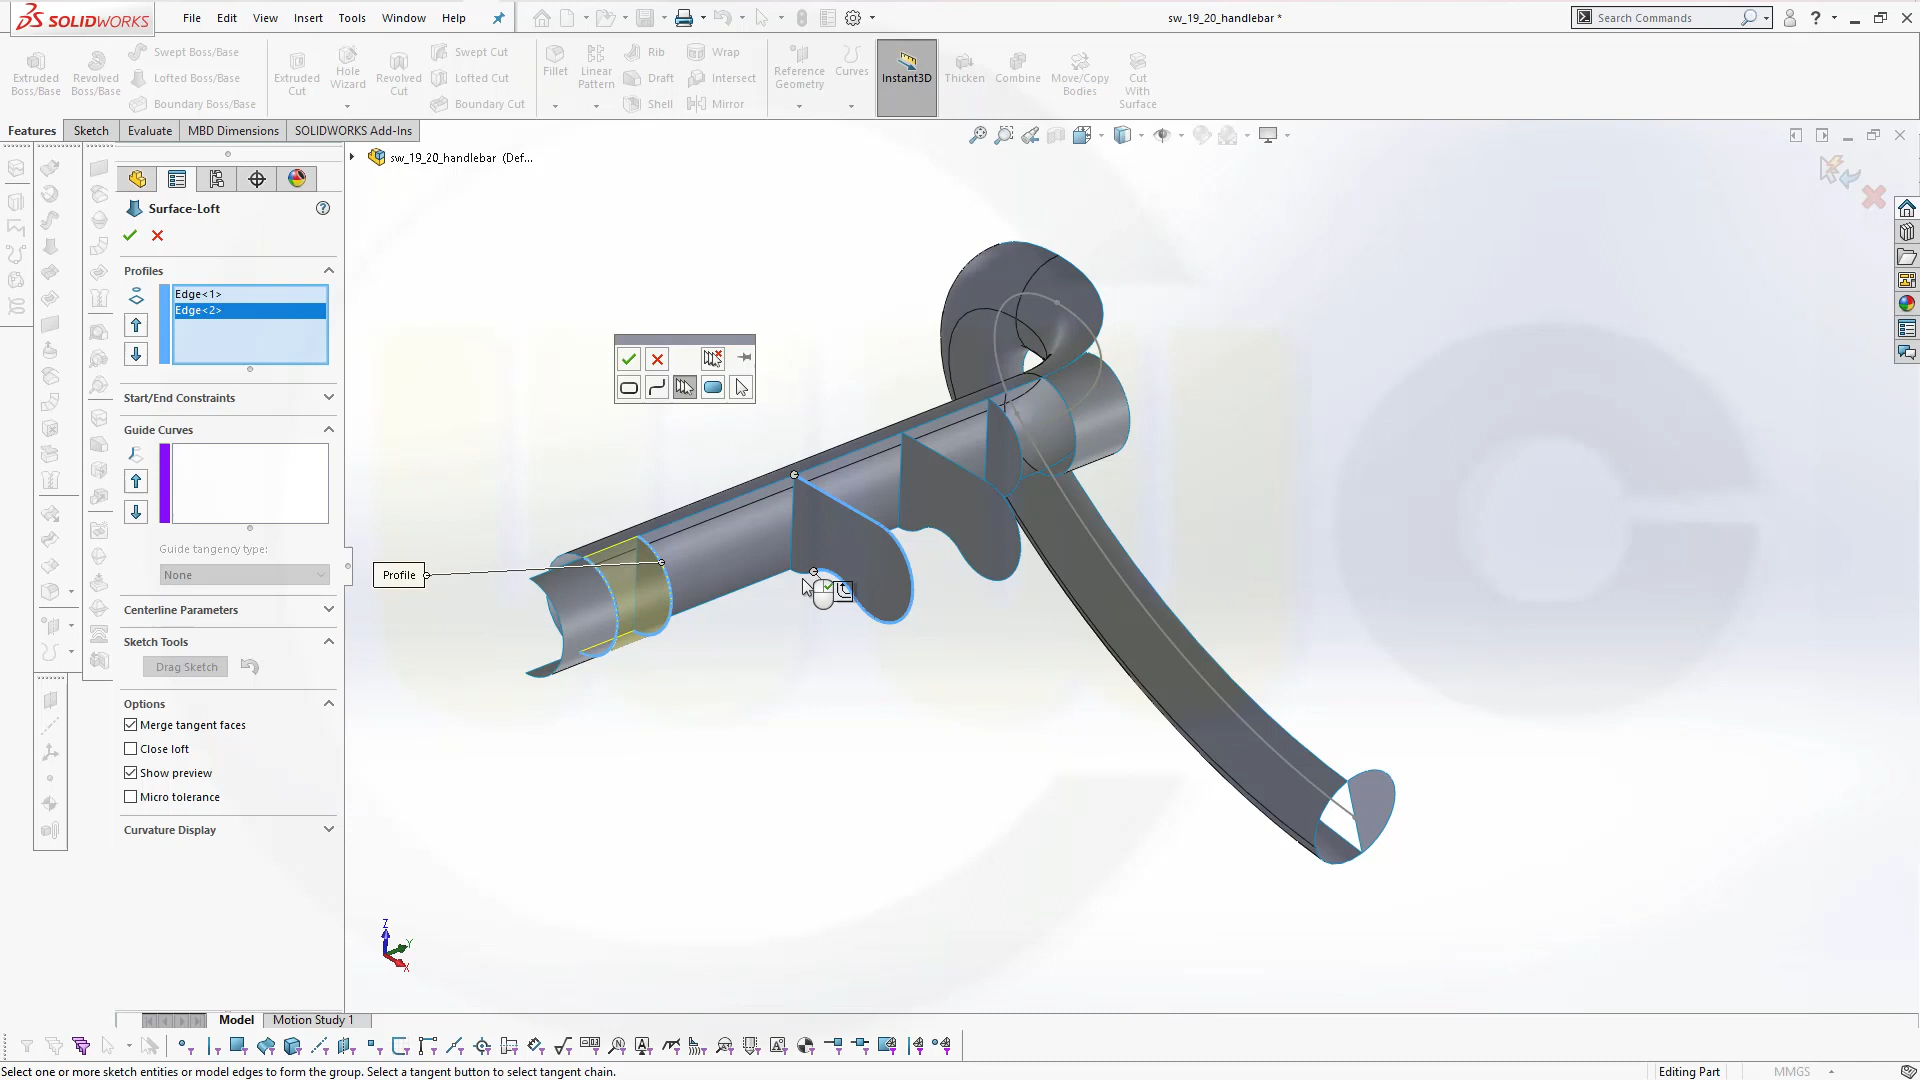 SOLIDWORKS
File Edit View Insert Tools Window Help
sw_19_20_handlebar *
Search Commands
Extruded Boss/Base
Revolved Boss/Base
Swept Boss/Base
Lofted Boss/Base
Boundary Boss/Base
Extruded Cut
Hole Wizard
Revolved Cut
Swept Cut
Lofted Cut
Boundary Cut
Fillet
Linear Pattern
Rib
Draft
Shell
Wrap
Intersect
Mirror
Reference Geometry
Curves
Instant3D
Thicken
Combine
Move/Copy Bodies
Cut With Surface
Features Sketch Evaluate MBD Dimensions SOLIDWORKS Add-Ins
sw_19_20_handlebar (Def...
Surface-Loft
Profiles
Edge<1>
Edge<2>
Start/End Constraints
Guide Curves
Guide tangency type:
None
Centerline Parameters
Sketch Tools
Drag Sketch
Options
Merge tangent faces
Close loft
Show preview
Micro tolerance
Curvature Display
Profile
Z
Y
X
Model Motion Study 1
Select one or more sketch entities or model edges to form the group. Select a tangent button to select tangent chain.
Editing Part
MMGS